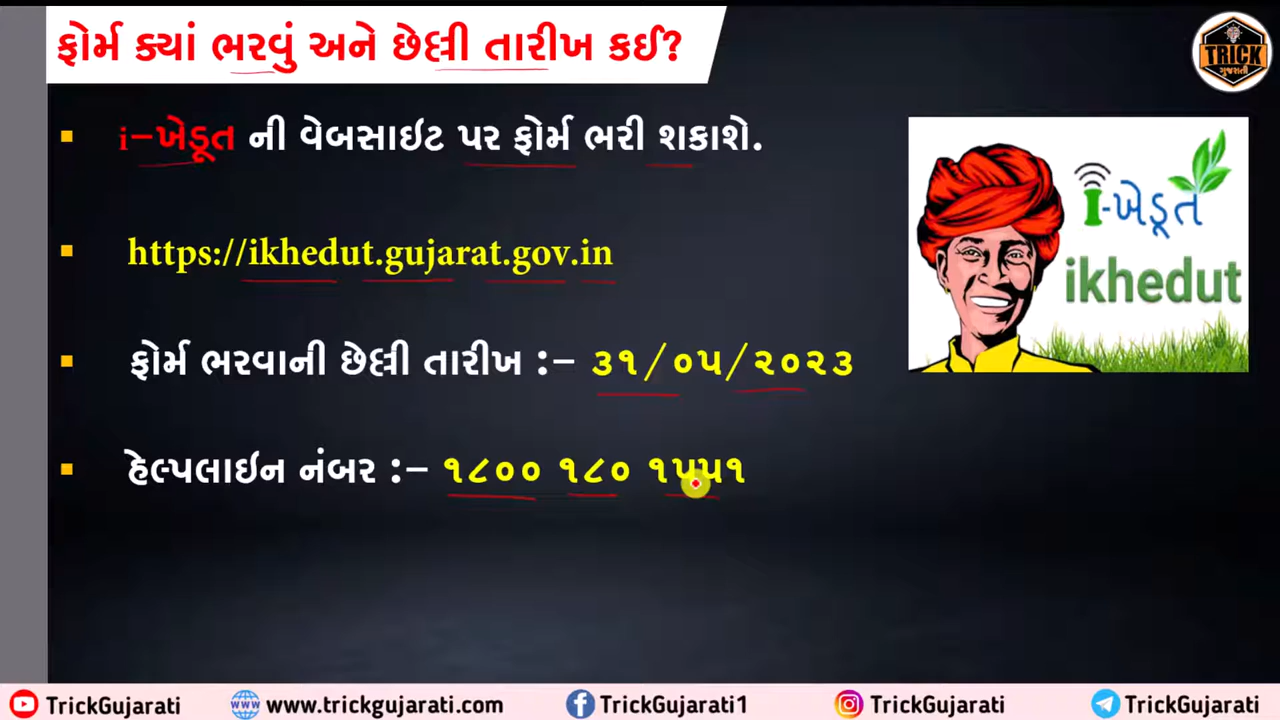 ફોર્મ ક્યાં ભરવું અને છેલ્લી તારીખ કઈ?
TRICK
ગુજરાતી
i-ખેડૂત ની વેબસાઇટ પર ફોર્મ ભરી શકાશે.
i-ખેડૂત
ikhedut
https://ikhedut.gujarat.gov.in
ફોર્મ ભરવાની છેલ્લી તારીખ :- ૩૧/૦૫/૨૦૨૩
હેલ્પલાઇન નંબર :- ૧૮૦૦ ૧૮૦ ૧૫૫૧
TrickGujarati www www.trickgujarati.com TrickGujarati1 TrickGujarati TrickGujarati